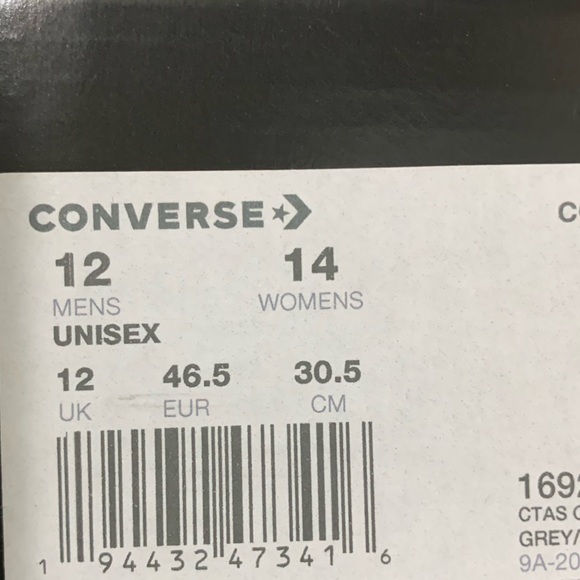 CONVERSE
12 14
MENS WOMENS
UNISEX
12 46.5 30.5
UK EUR CM
CTAS
GREY/
1 94432 47341 6